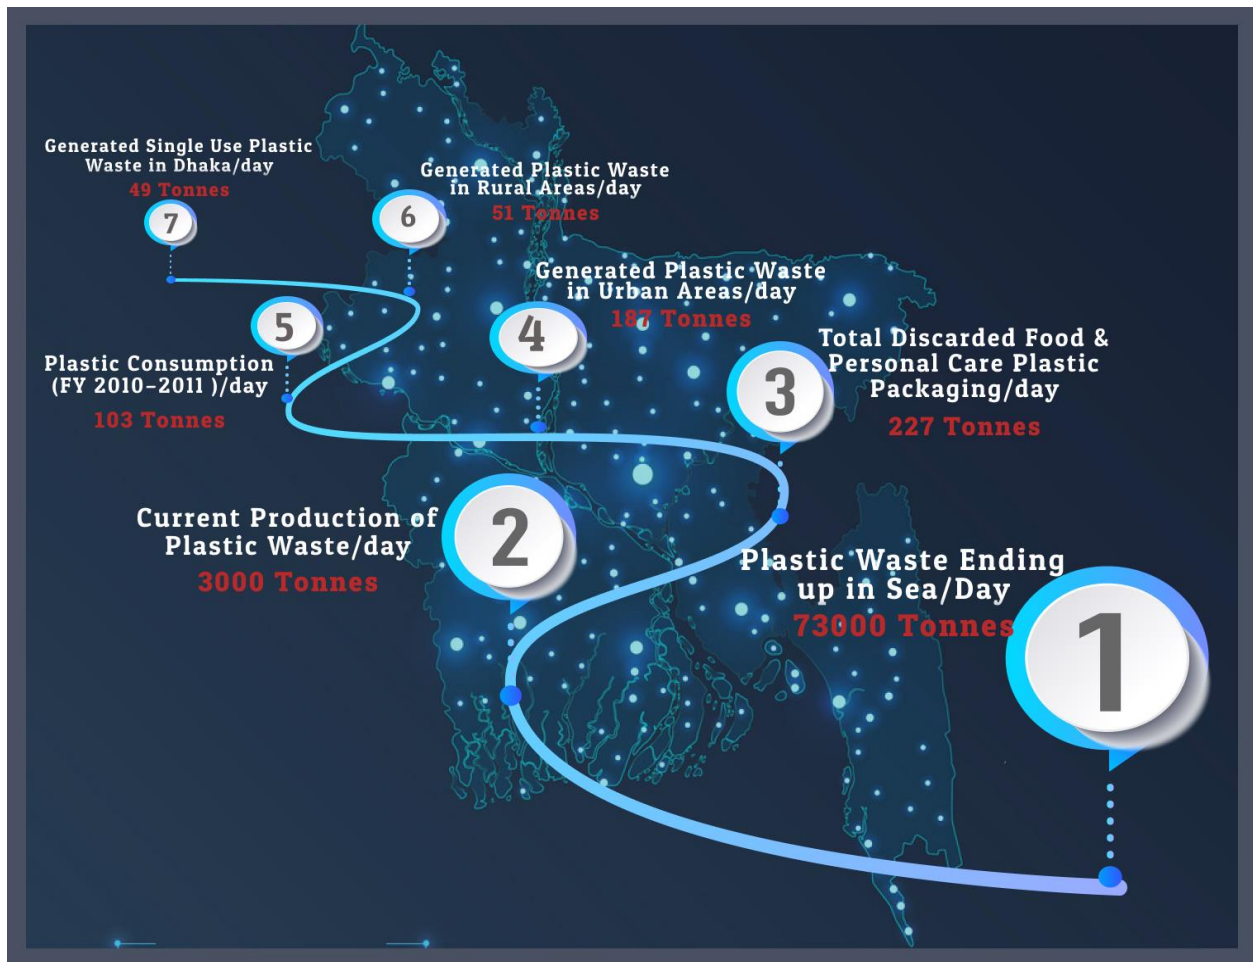 Generated Single Use Plastic
Waste in Dhaka/day
49 Tonnes
7
Generated Plastic Waste
in Rural Areas/day
51 Tonnes
6
Generated Plastic Waste
in Urban Areas/day
187 Tonnes
4
5
Plastic Consumption
(FY 2010-2011 )/day
103 Tonnes
Total Discarded Food &
Personal Care Plastic
Packaging/day
227 Tonnes
3
Current Production of
Plastic Waste/day
3000 Tonnes
2
Plastic Waste Ending
up in Sea/Day
73000 Tonnes
1